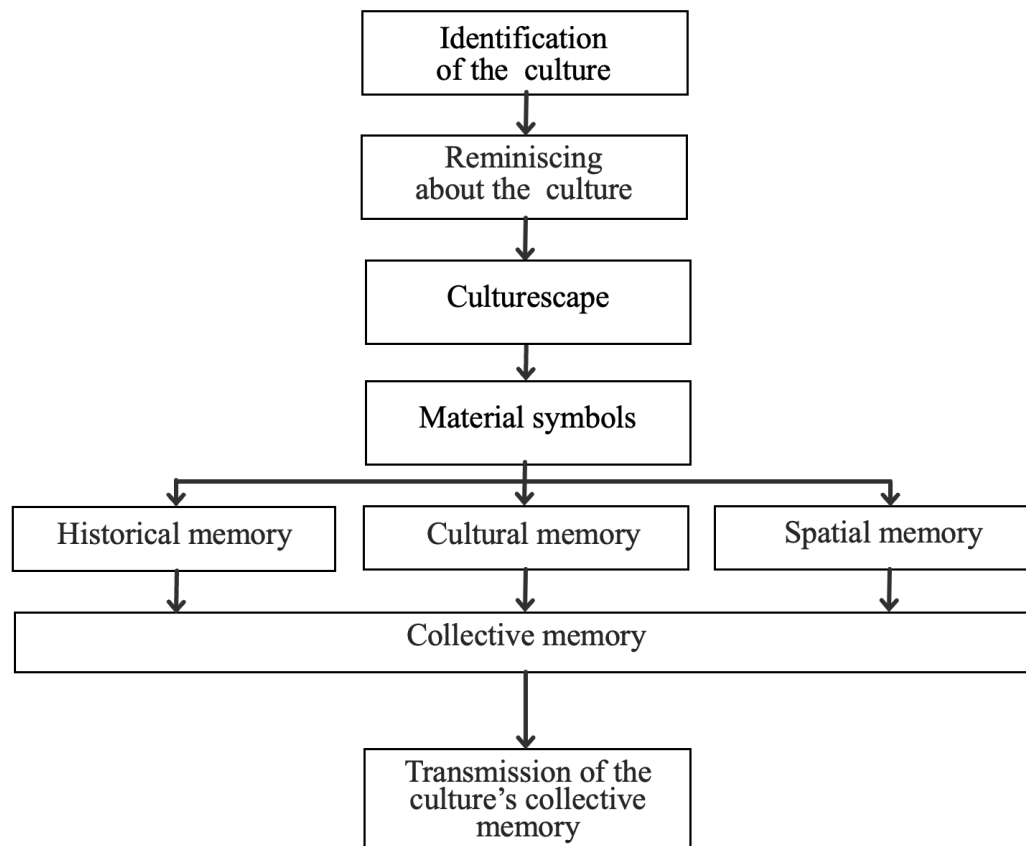 Identification
of the culture
Reminiscing
about the culture
Culturescape
Material symbols
Historical memory
Cultural memory
Spatial memory
Collective memory
Transmission of the
culture’s collective
memory